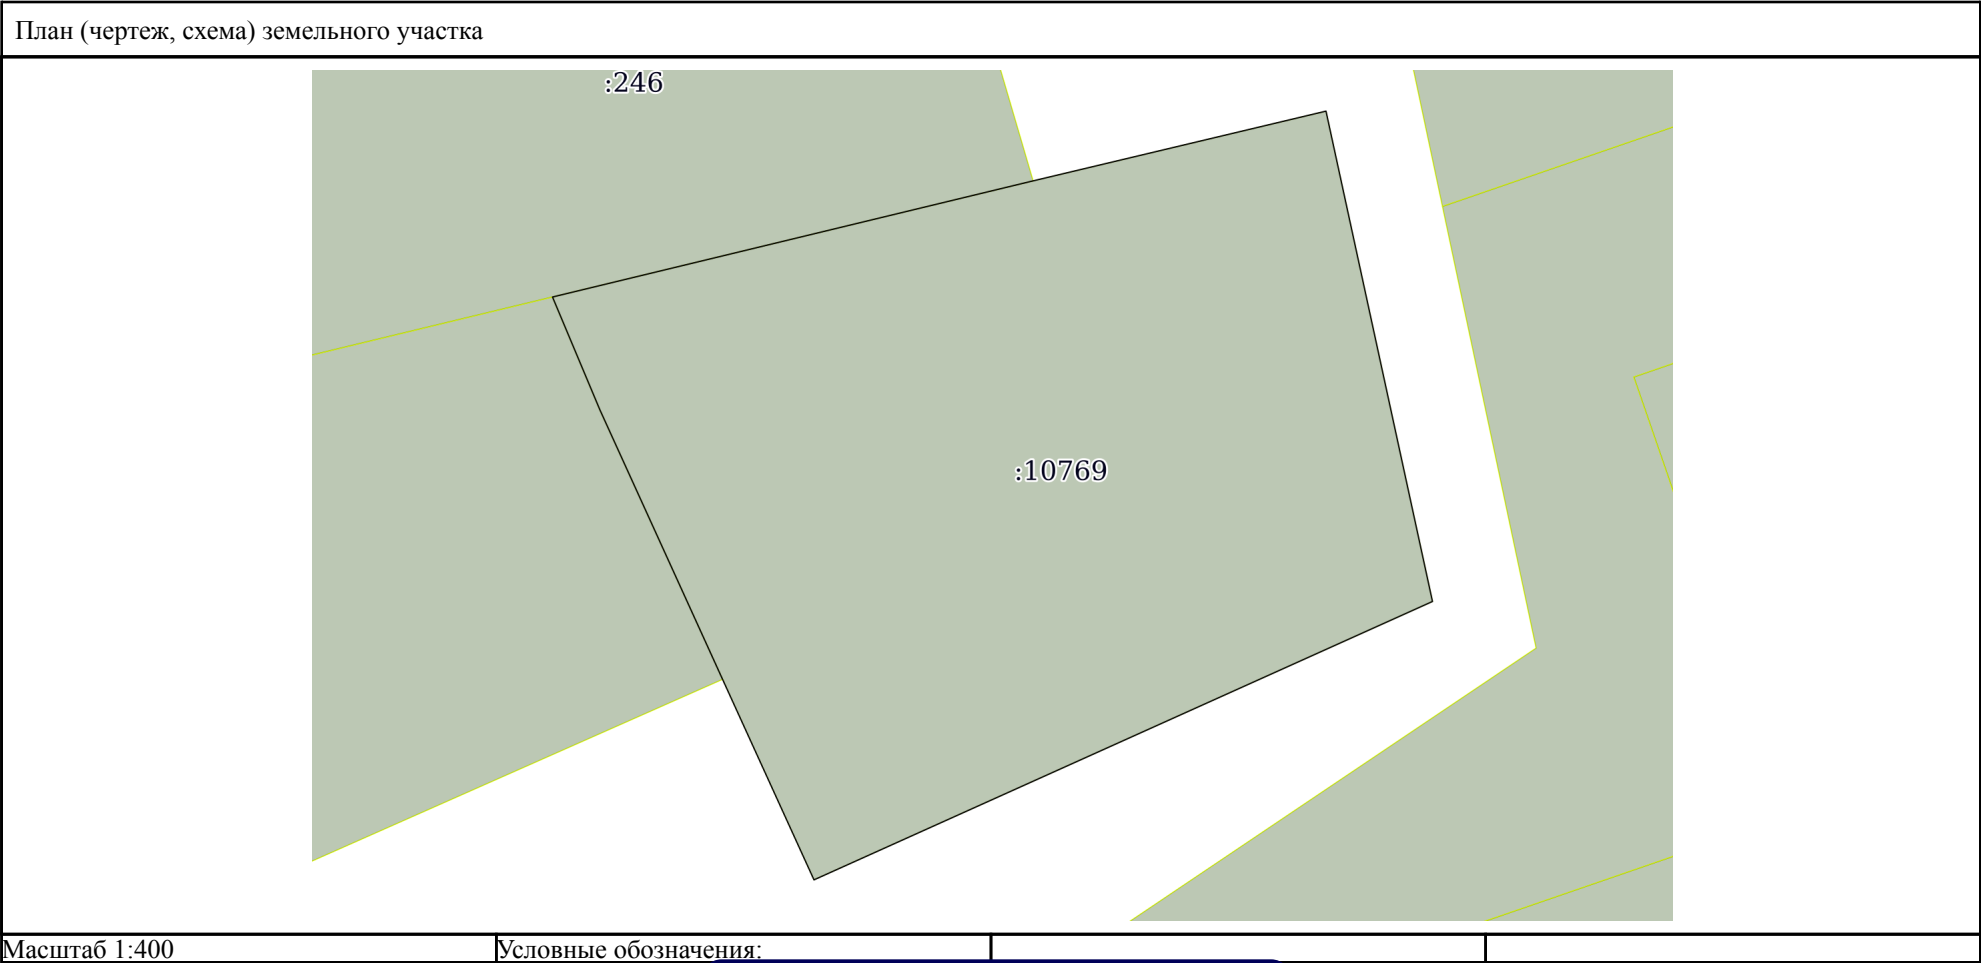 План (чертеж, схема) земельного участка
:246
:10769
Масштаб 1:400
Условные обозначения: